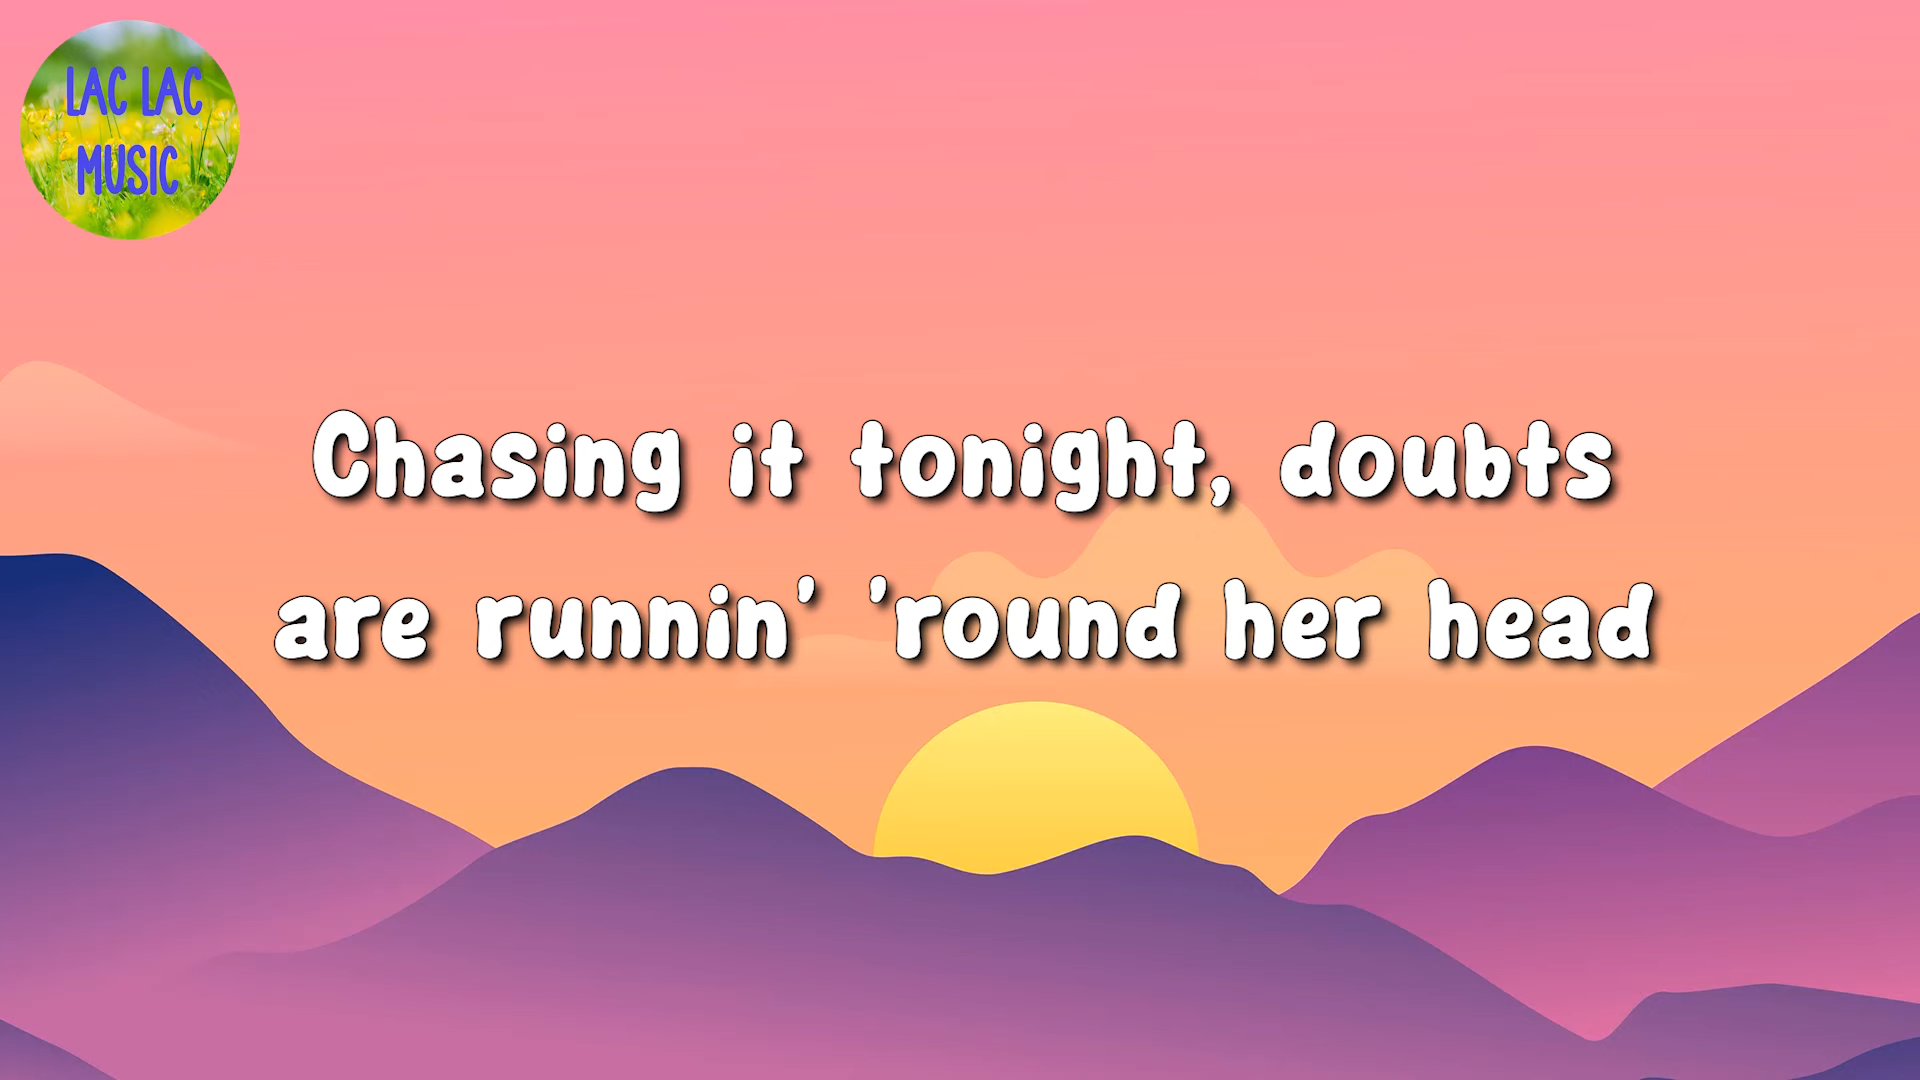 LAC LAC
MUSIC
Chasing it tonight, doubts
are runnin' 'round her head